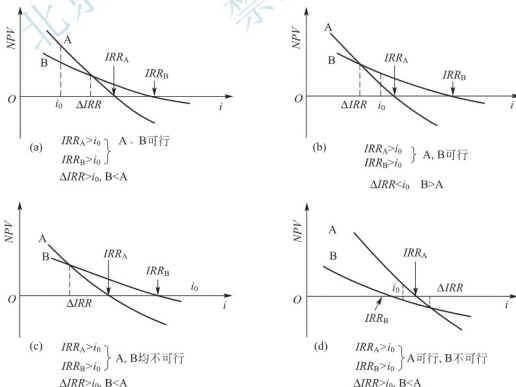 北京
禁
NPV
A
B
IRR_A
IRR_B
O
i_0
ΔIRR
i
(a)
IRR_A>i_0
IRR_B>i_0
} A、B可行
ΔIRR>i_0, B<A
NPV
A
B
IRR_A
IRR_B
O
ΔIRR
i_0
i
(b)
IRR_A>i_0
IRR_B>i_0
} A, B可行
ΔIRR<i_0 B>A
NPV
A
B
IRR_A
IRR_B
i_0
O
ΔIRR
i
(c)
IRR_A>i_0
IRR_B>i_0
} A, B均不可行
ΔIRR>i_0, B<A
NPV
A
B
IRR_A
i_0
ΔIRR
O
IRR_B
i
(d)
IRR_A>i_0
IRR_B>i_0
} A可行, B不可行
ΔIRR>i_0, B<A